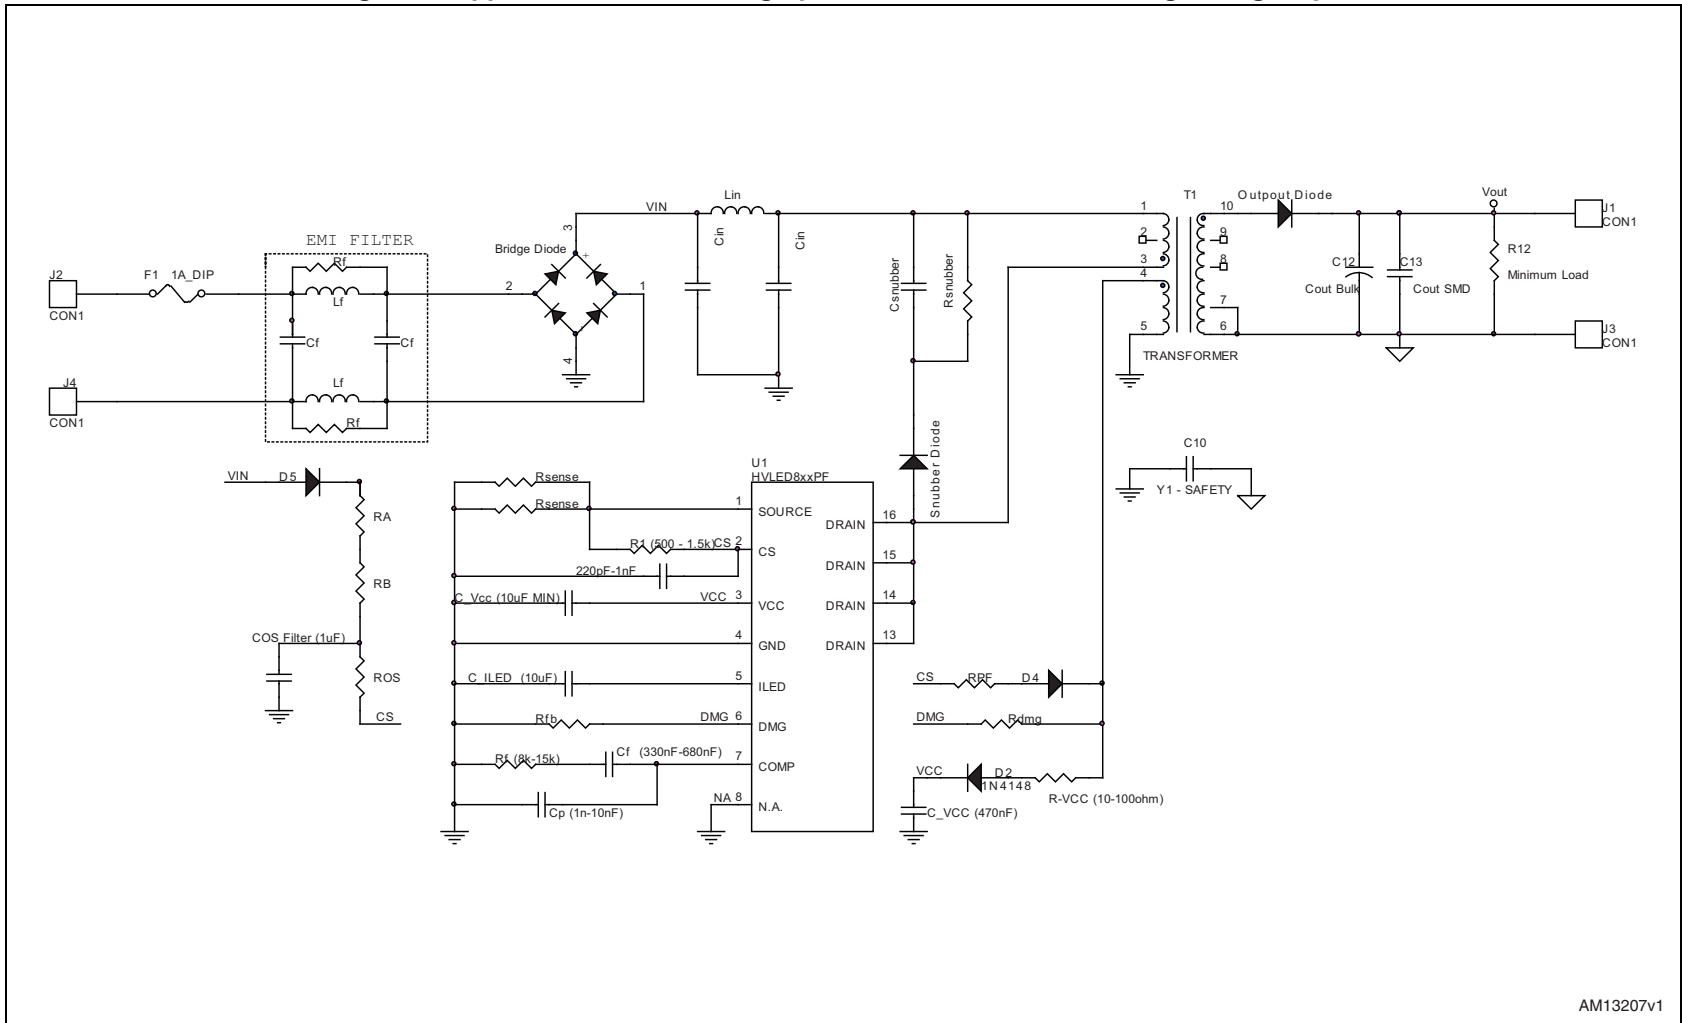 Lin
VIN
T1
Outpout Diode
Vout
1
10
J1
CON1
2
9
3
8
4
7
5
6
TRANSFORMER
R12
Minimum Load
C12
Cout Bulk
C13
Cout SMD
J3
CON1
EMI FILTER
Rf
Lf
Cf
Cf
Lf
Rf
J2
CON1
F1 1A_DIP
J4
CON1
Bridge Diode
3
+
2
1
4
Cin
Cin
Csnubber
Rsnubber
Snubber Diode
C10
Y1 - SAFETY
VIN
D5
RA
RB
COS Filter (1uF)
ROS
CS
U1
HVLED8xxPF
Rsense
Rsense
1
SOURCE
R1 (500 - 1.5k)
CS 2
CS
220pF-1nF
C_Vcc (10uF MIN)
VCC 3
VCC
4
GND
C_ILED (10uF)
5
ILED
Rfb
DMG 6
DMG
Rf (8k-15k)
Cf (330nF-680nF)
7
COMP
Cp (1n-10nF)
NA 8
N.A.
16
DRAIN
15
DRAIN
14
DRAIN
13
DRAIN
CS
RPF
D4
DMG
Rdmg
VCC
D2
1N4148
R-VCC (10-100ohm)
C_VCC (470nF)
AM13207v1